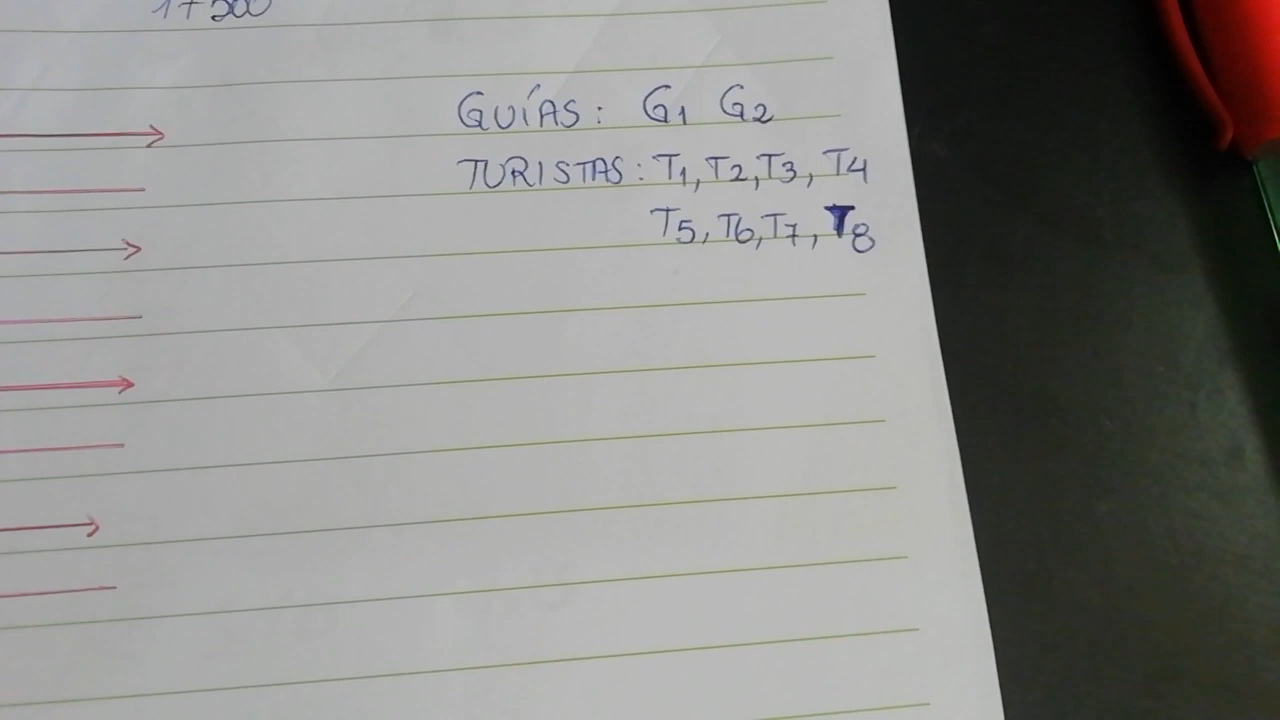 GUÍAS: G1 G2
TURISTAS: T1, T2, T3, T4
T5, T6, T7, T8